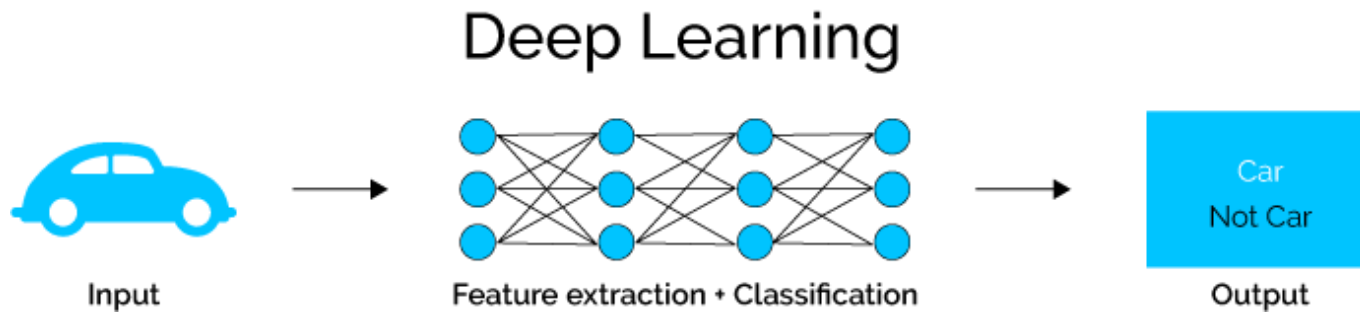 Deep Learning
Car
Not Car
Input
Feature extraction + Classification
Output